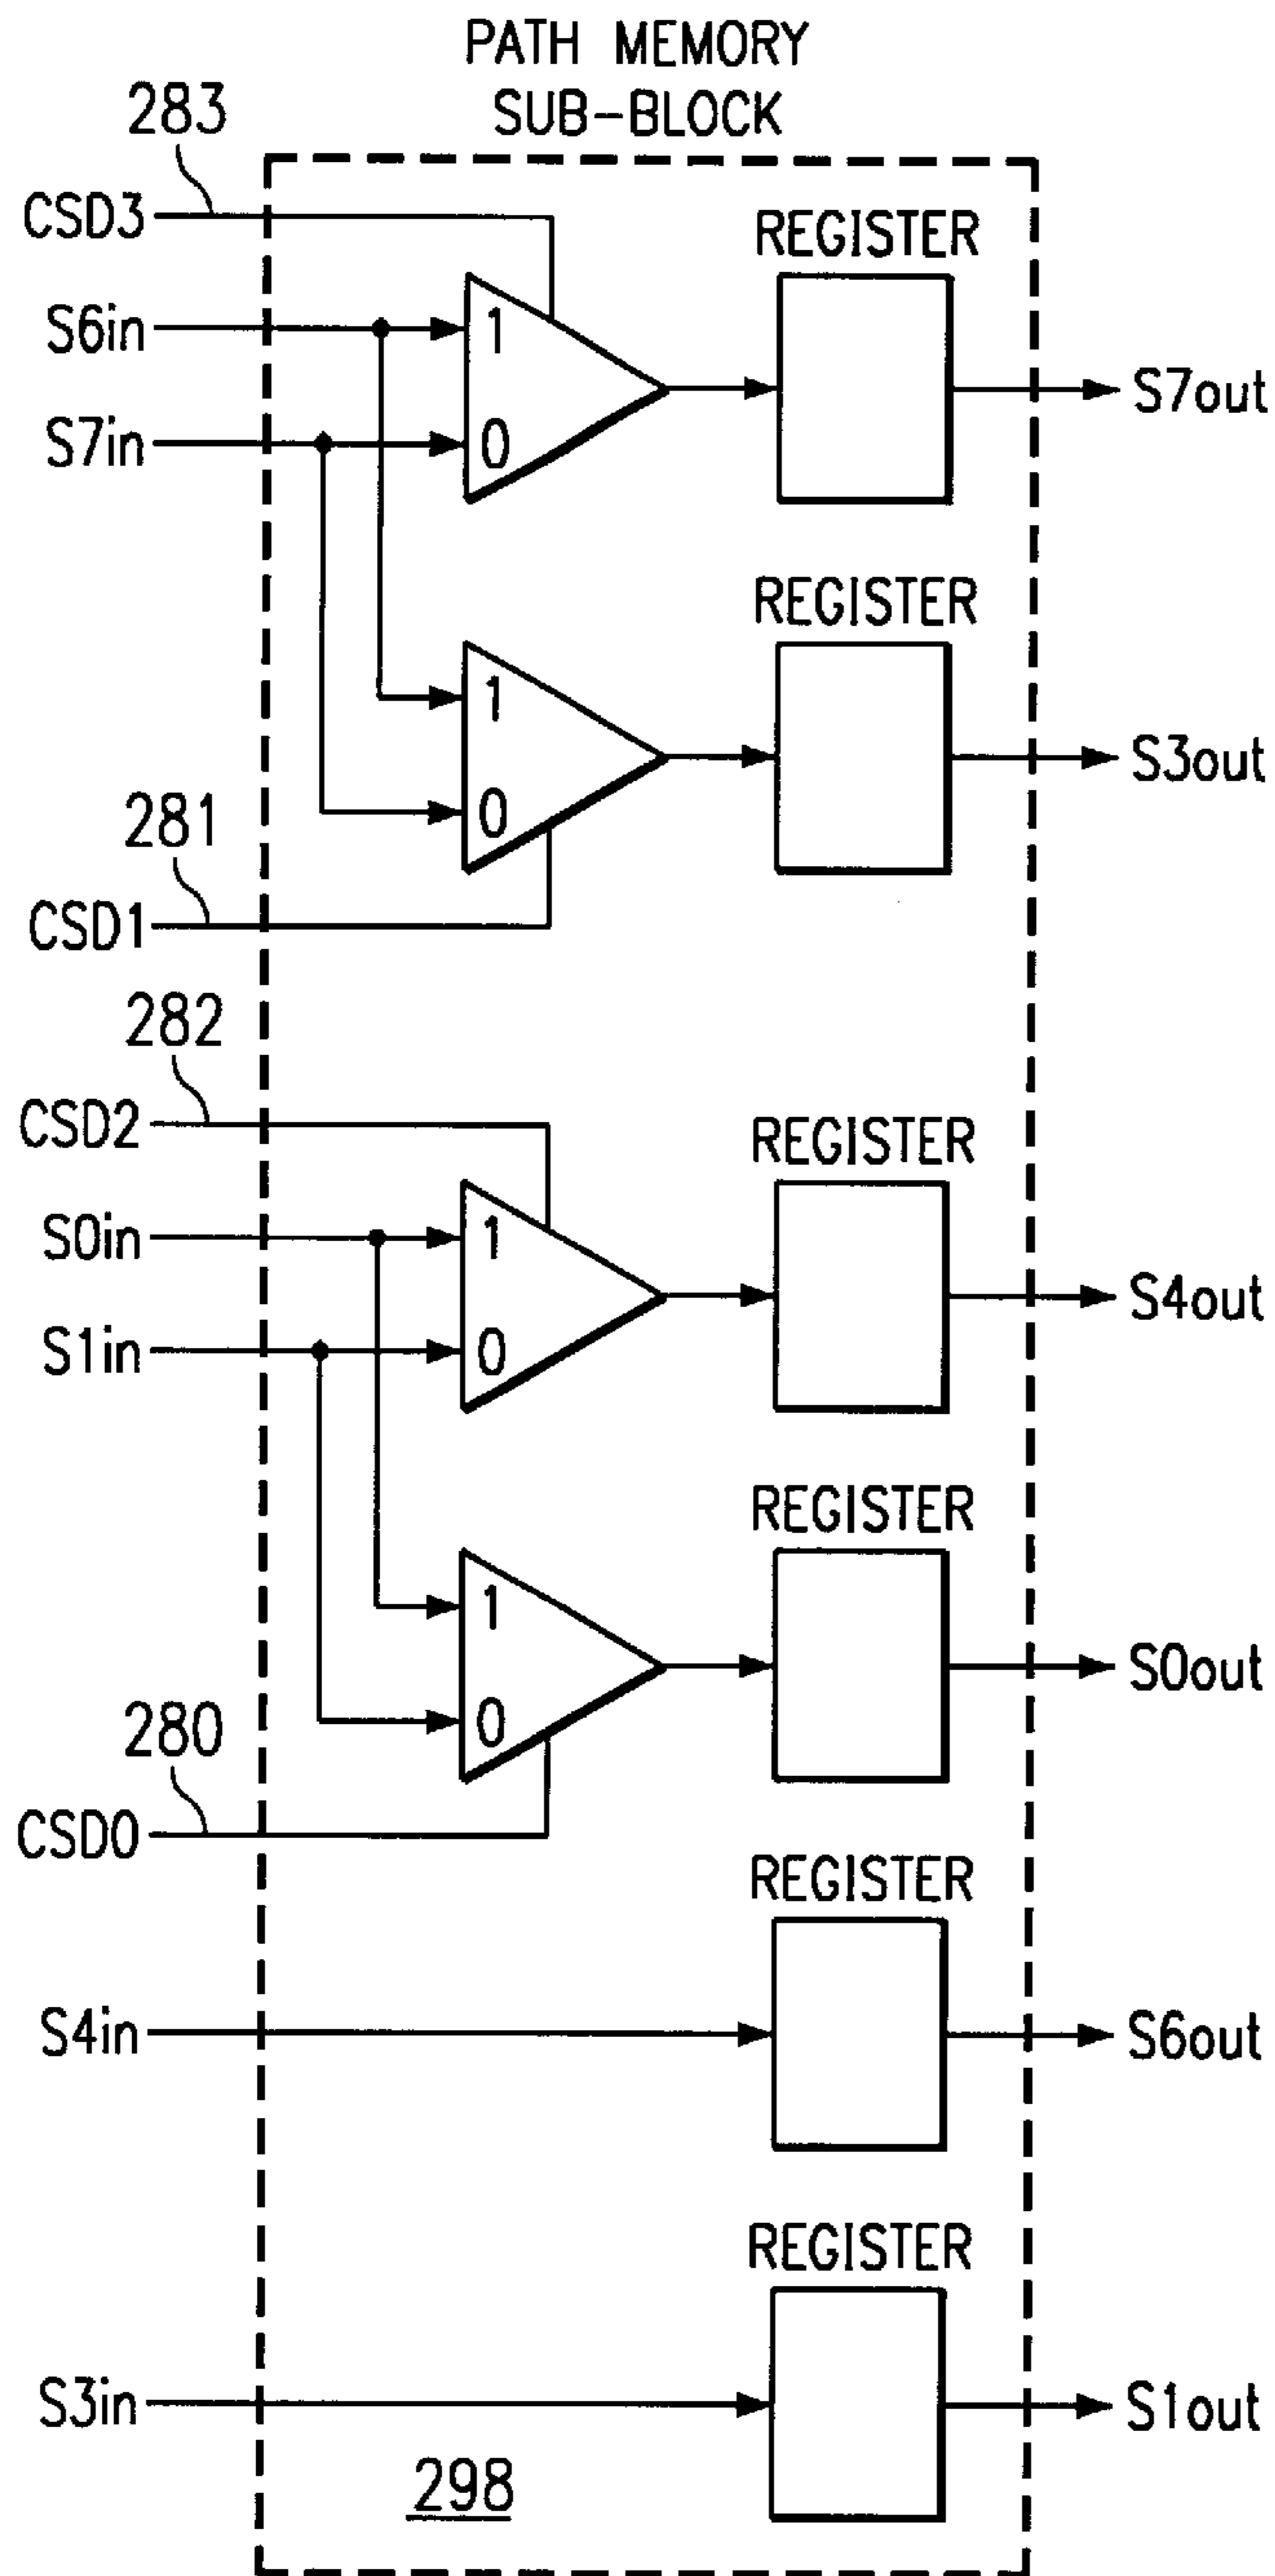 PATH MEMORY
SUB-BLOCK
283
CSD3
REGISTER
S6in
1
S7out
S7in
0
REGISTER
1
S3out
281
0
CSD1
282
CSD2
REGISTER
S0in
1
S4out
S1in
0
REGISTER
1
S0out
280
0
CSD0
REGISTER
S4in
S6out
REGISTER
S3in
S1out
298